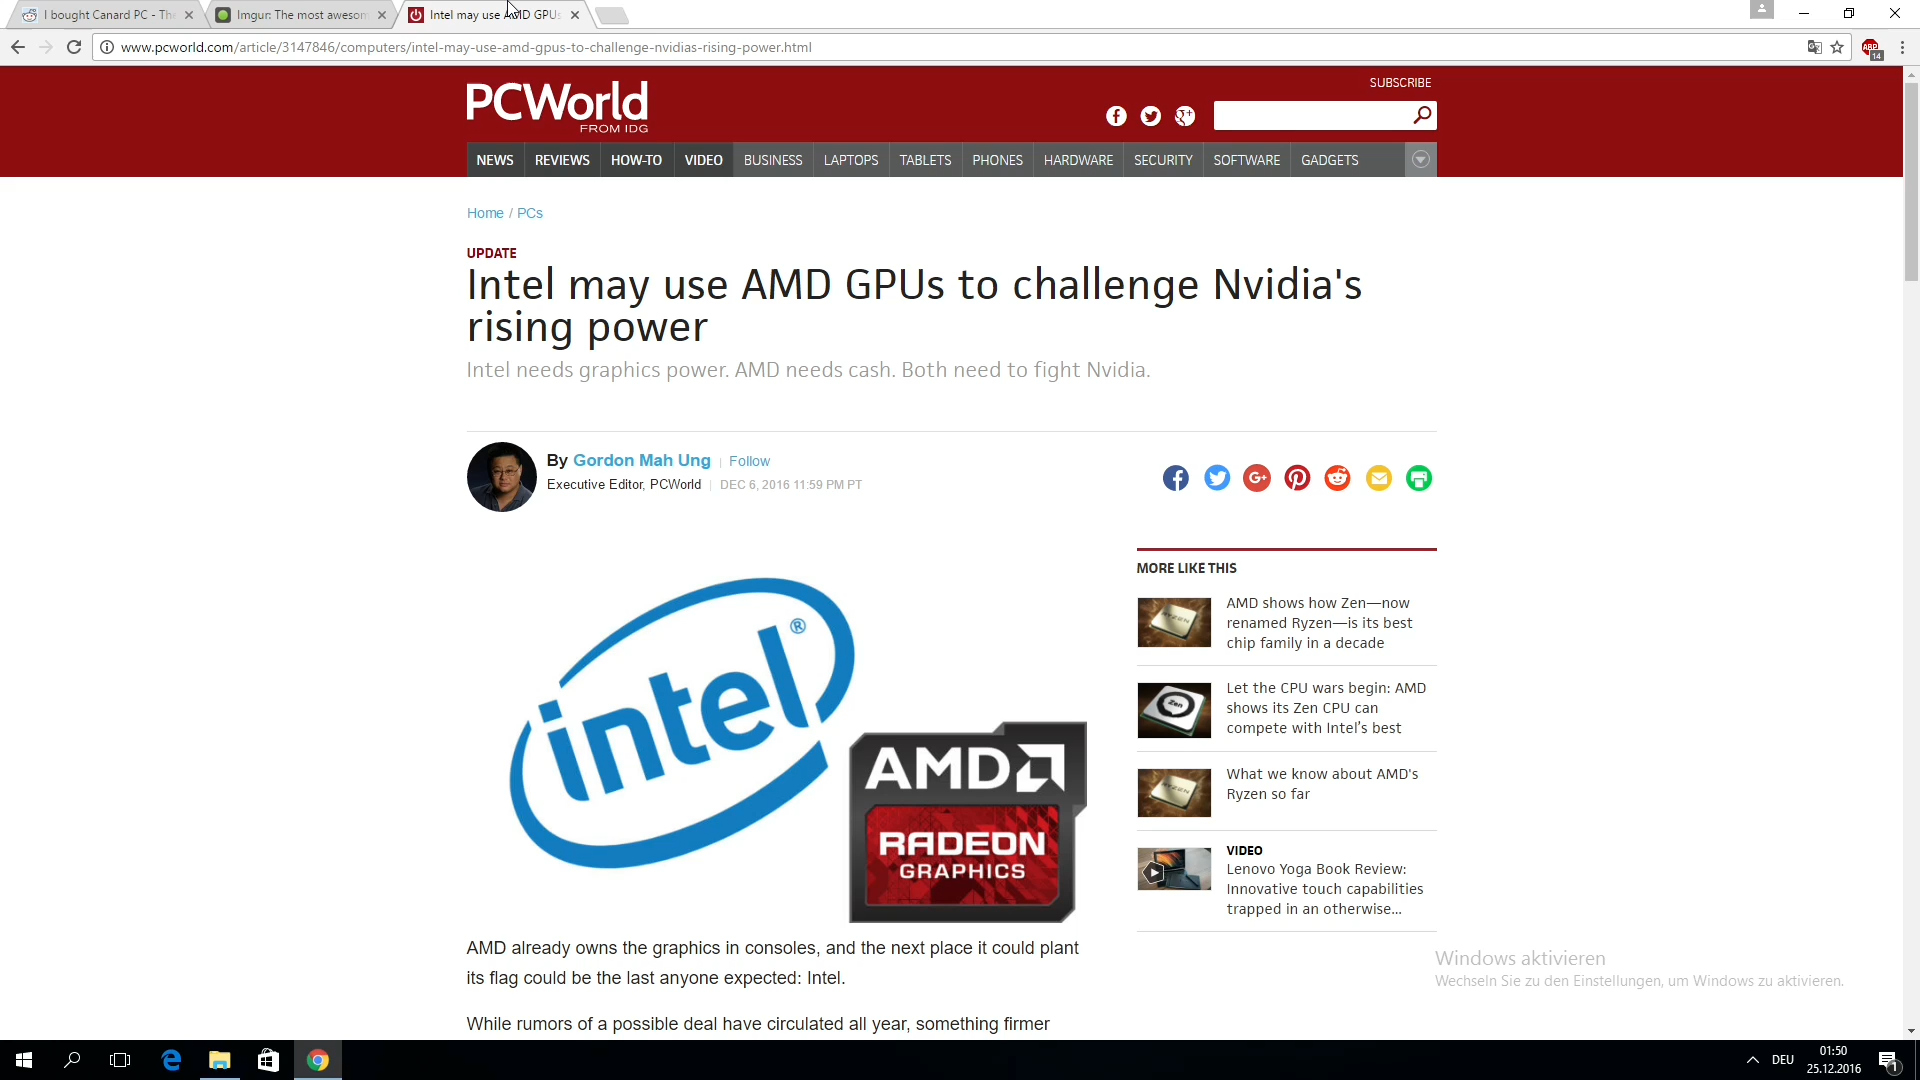 I bought Canard PC - The
Imgur: The most awesom
Intel may use AMD GPUs
www.pcworld.com/article/3147846/computers/intel-may-use-amd-gpus-to-challenge-nvidias-rising-power.html
ABP
14
SUBSCRIBE
PCWorld
FROM IDG
NEWS REVIEWS HOW-TO VIDEO BUSINESS LAPTOPS TABLETS PHONES HARDWARE SECURITY SOFTWARE GADGETS
Home / PCs
UPDATE
Intel may use AMD GPUs to challenge Nvidia's
rising power
Intel needs graphics power. AMD needs cash. Both need to fight Nvidia.
By Gordon Mah Ung | Follow
Executive Editor, PCWorld | DEC 6, 2016 11:59 PM PT
intel®
AMD
RADEON
GRAPHICS
AMD already owns the graphics in consoles, and the next place it could plant
its flag could be the last anyone expected: Intel.
While rumors of a possible deal have circulated all year, something firmer
MORE LIKE THIS
RYZEN
AMD shows how Zen—now
renamed Ryzen—is its best
chip family in a decade
Zen
Let the CPU wars begin: AMD
shows its Zen CPU can
compete with Intel's best
RYZEN
What we know about AMD's
Ryzen so far
VIDEO
Lenovo Yoga Book Review:
Innovative touch capabilities
trapped in an otherwise...
Windows aktivieren
Wechseln Sie zu den Einstellungen, um Windows zu aktivieren.
DEU
01:50
25.12.2016
1